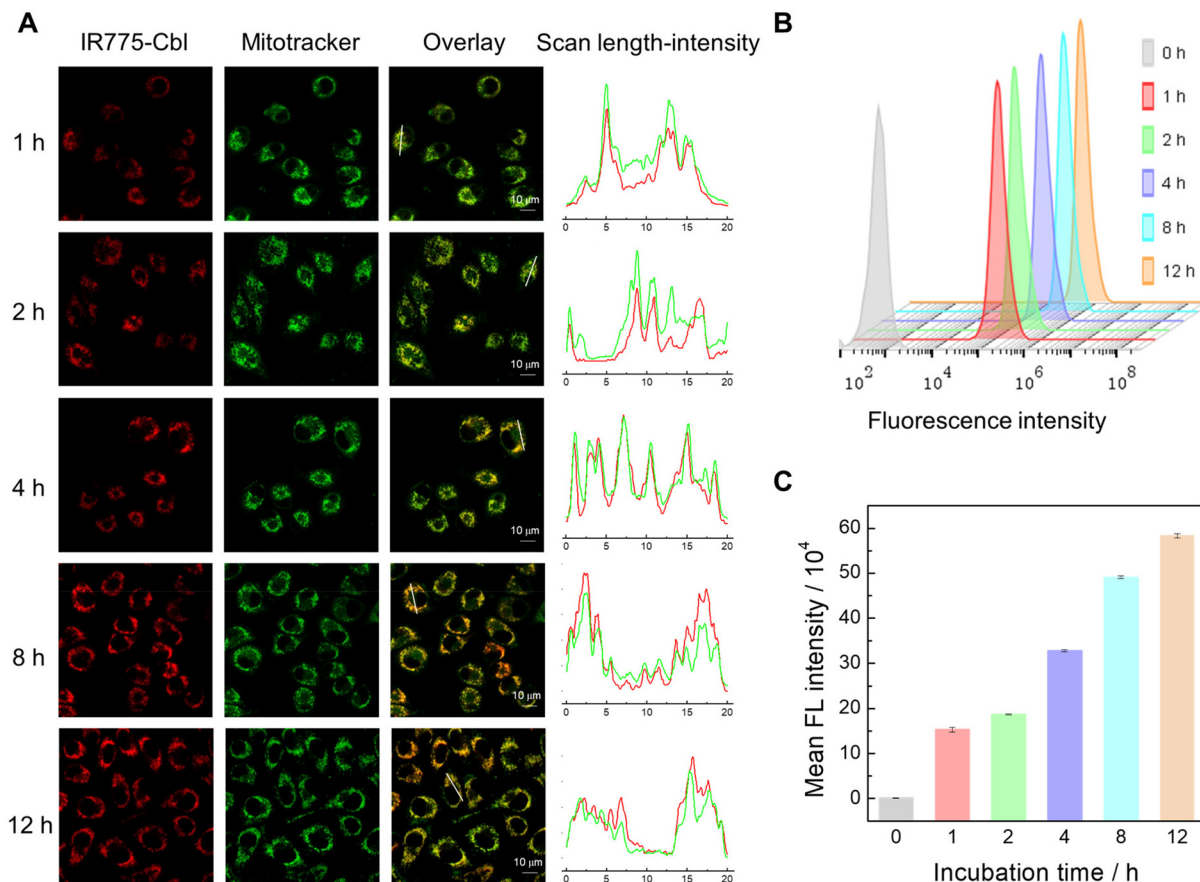 A
IR775-Cbl Mitotracker Overlay Scan length-intensity
1 h
10 μm
0 5 10 15 20
2 h
10 μm
0 5 10 15 20
4 h
10 μm
0 5 10 15 20
8 h
10 μm
0 5 10 15 20
12 h
10 μm
0 5 10 15 20
B
0 h
1 h
2 h
4 h
8 h
12 h
10² 10⁴ 10⁶ 10⁸
Fluorescence intensity
C
Mean FL intensity / 10⁴
60
50
40
30
20
10
0
0 1 2 4 8 12
Incubation time / h